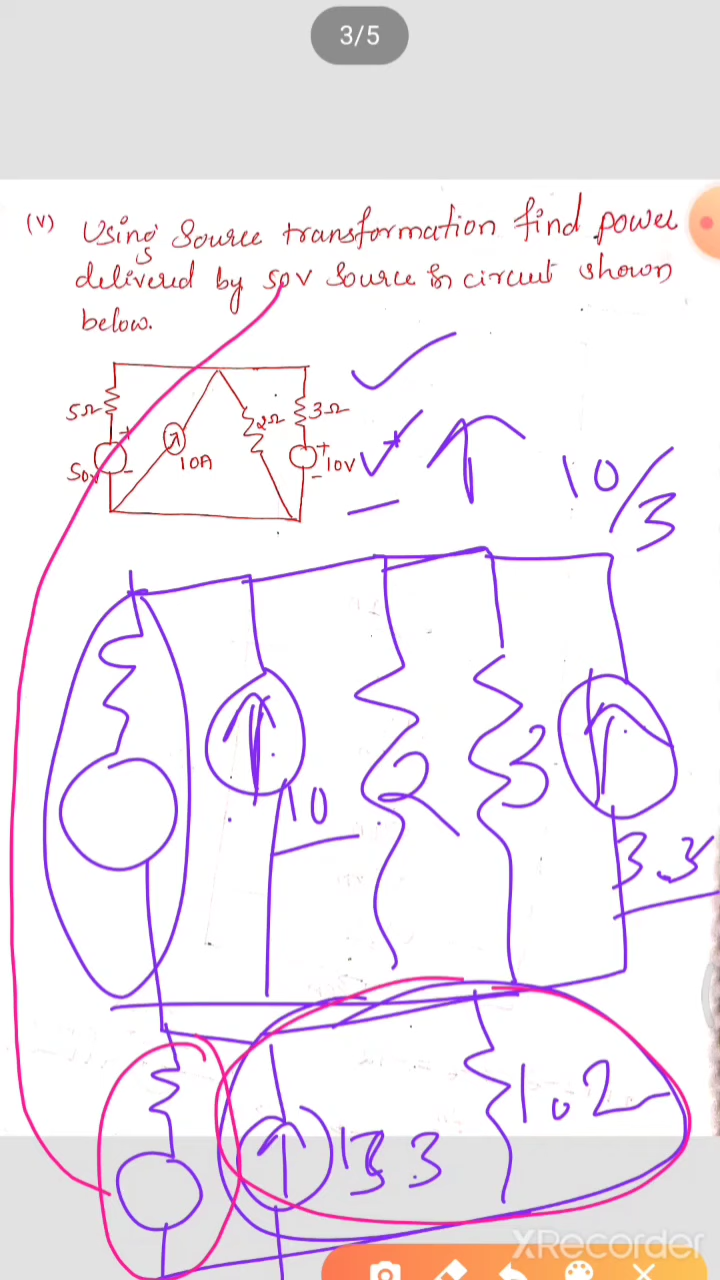 3/5
(V) Using Source transformation find power
is
delivered by 50V Source in circuit shown
below.
5Ω
2Ω
3Ω
50V
10A
+
-
+
10V
-
10/3
10
2
3
3.3
13.3
1.2
XRecorder